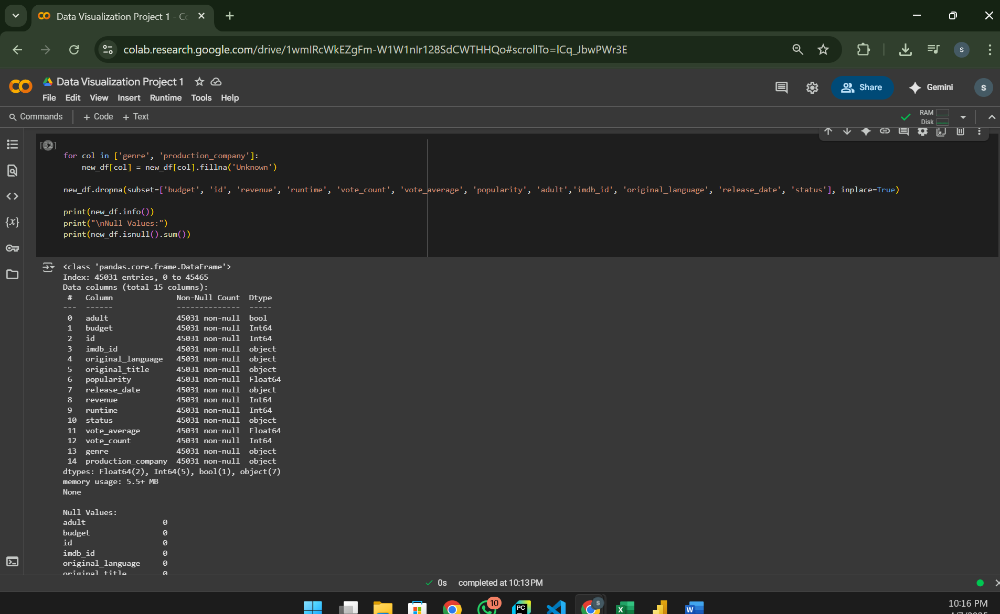 Data Visualization Project 1 - Co
colab.research.google.com/drive/1wmIRcWkEZgFm-W1W1nIr128SdCWTHHQo#scrollTo=lCq_JbwPWr3E
S
Data Visualization Project 1
File Edit View Insert Runtime Tools Help
Share
Gemini
S
Commands + Code + Text
RAM
Disk
[32]
for col in ['genre', 'production_company']:
new_df[col] = new_df[col].fillna('Unknown')
new_df.dropna(subset=['budget', 'id', 'revenue', 'runtime', 'vote_count', 'vote_average', 'popularity', 'adult','imdb_id', 'original_language', 'release_date', 'status'], inplace=True)
print(new_df.info())
print("\nNull Values:")
print(new_df.isnull().sum())
<class 'pandas.core.frame.DataFrame'>
Index: 45031 entries, 0 to 45465
Data columns (total 15 columns):
# Column Non-Null Count Dtype
--- ------ -------------- -----
0 adult 45031 non-null bool
1 budget 45031 non-null Int64
2 id 45031 non-null Int64
3 imdb_id 45031 non-null object
4 original_language 45031 non-null object
5 original_title 45031 non-null object
6 popularity 45031 non-null Float64
7 release_date 45031 non-null object
8 revenue 45031 non-null Int64
9 runtime 45031 non-null Int64
10 status 45031 non-null object
11 vote_average 45031 non-null Float64
12 vote_count 45031 non-null Int64
13 genre 45031 non-null object
14 production_company 45031 non-null object
dtypes: Float64(2), Int64(5), bool(1), object(7)
memory usage: 5.5+ MB
None
Null Values:
adult 0
budget 0
id 0
imdb_id 0
original_language 0
original_title 0
0s completed at 10:13 PM
10
PC
S
X
W
10:16 PM
4/7/2025